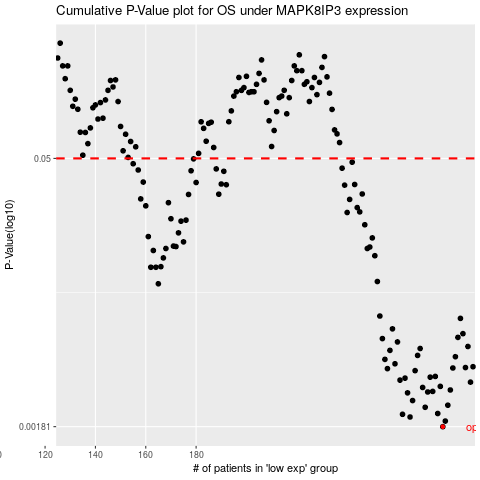 Cumulative P-Value plot for OS under MAPK8IP3 expression
P-Value(log10)
0.05
0.00181
op
0
120
140
160
180
# of patients in 'low exp' group